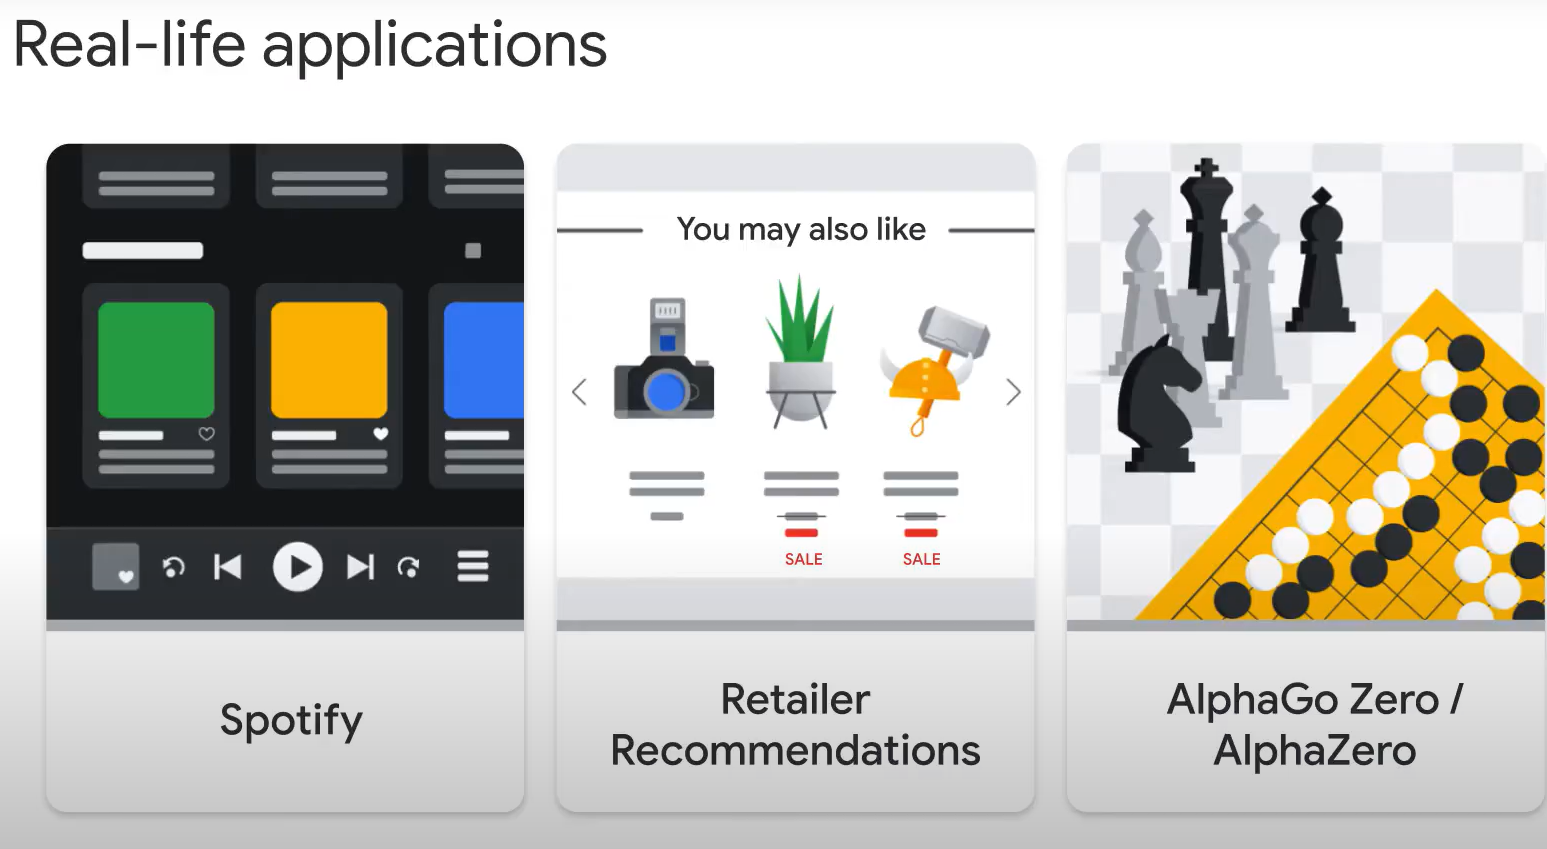 Real-life applications
You may also like
SALE
SALE
Spotify
Retailer
Recommendations
AlphaGo Zero /
AlphaZero